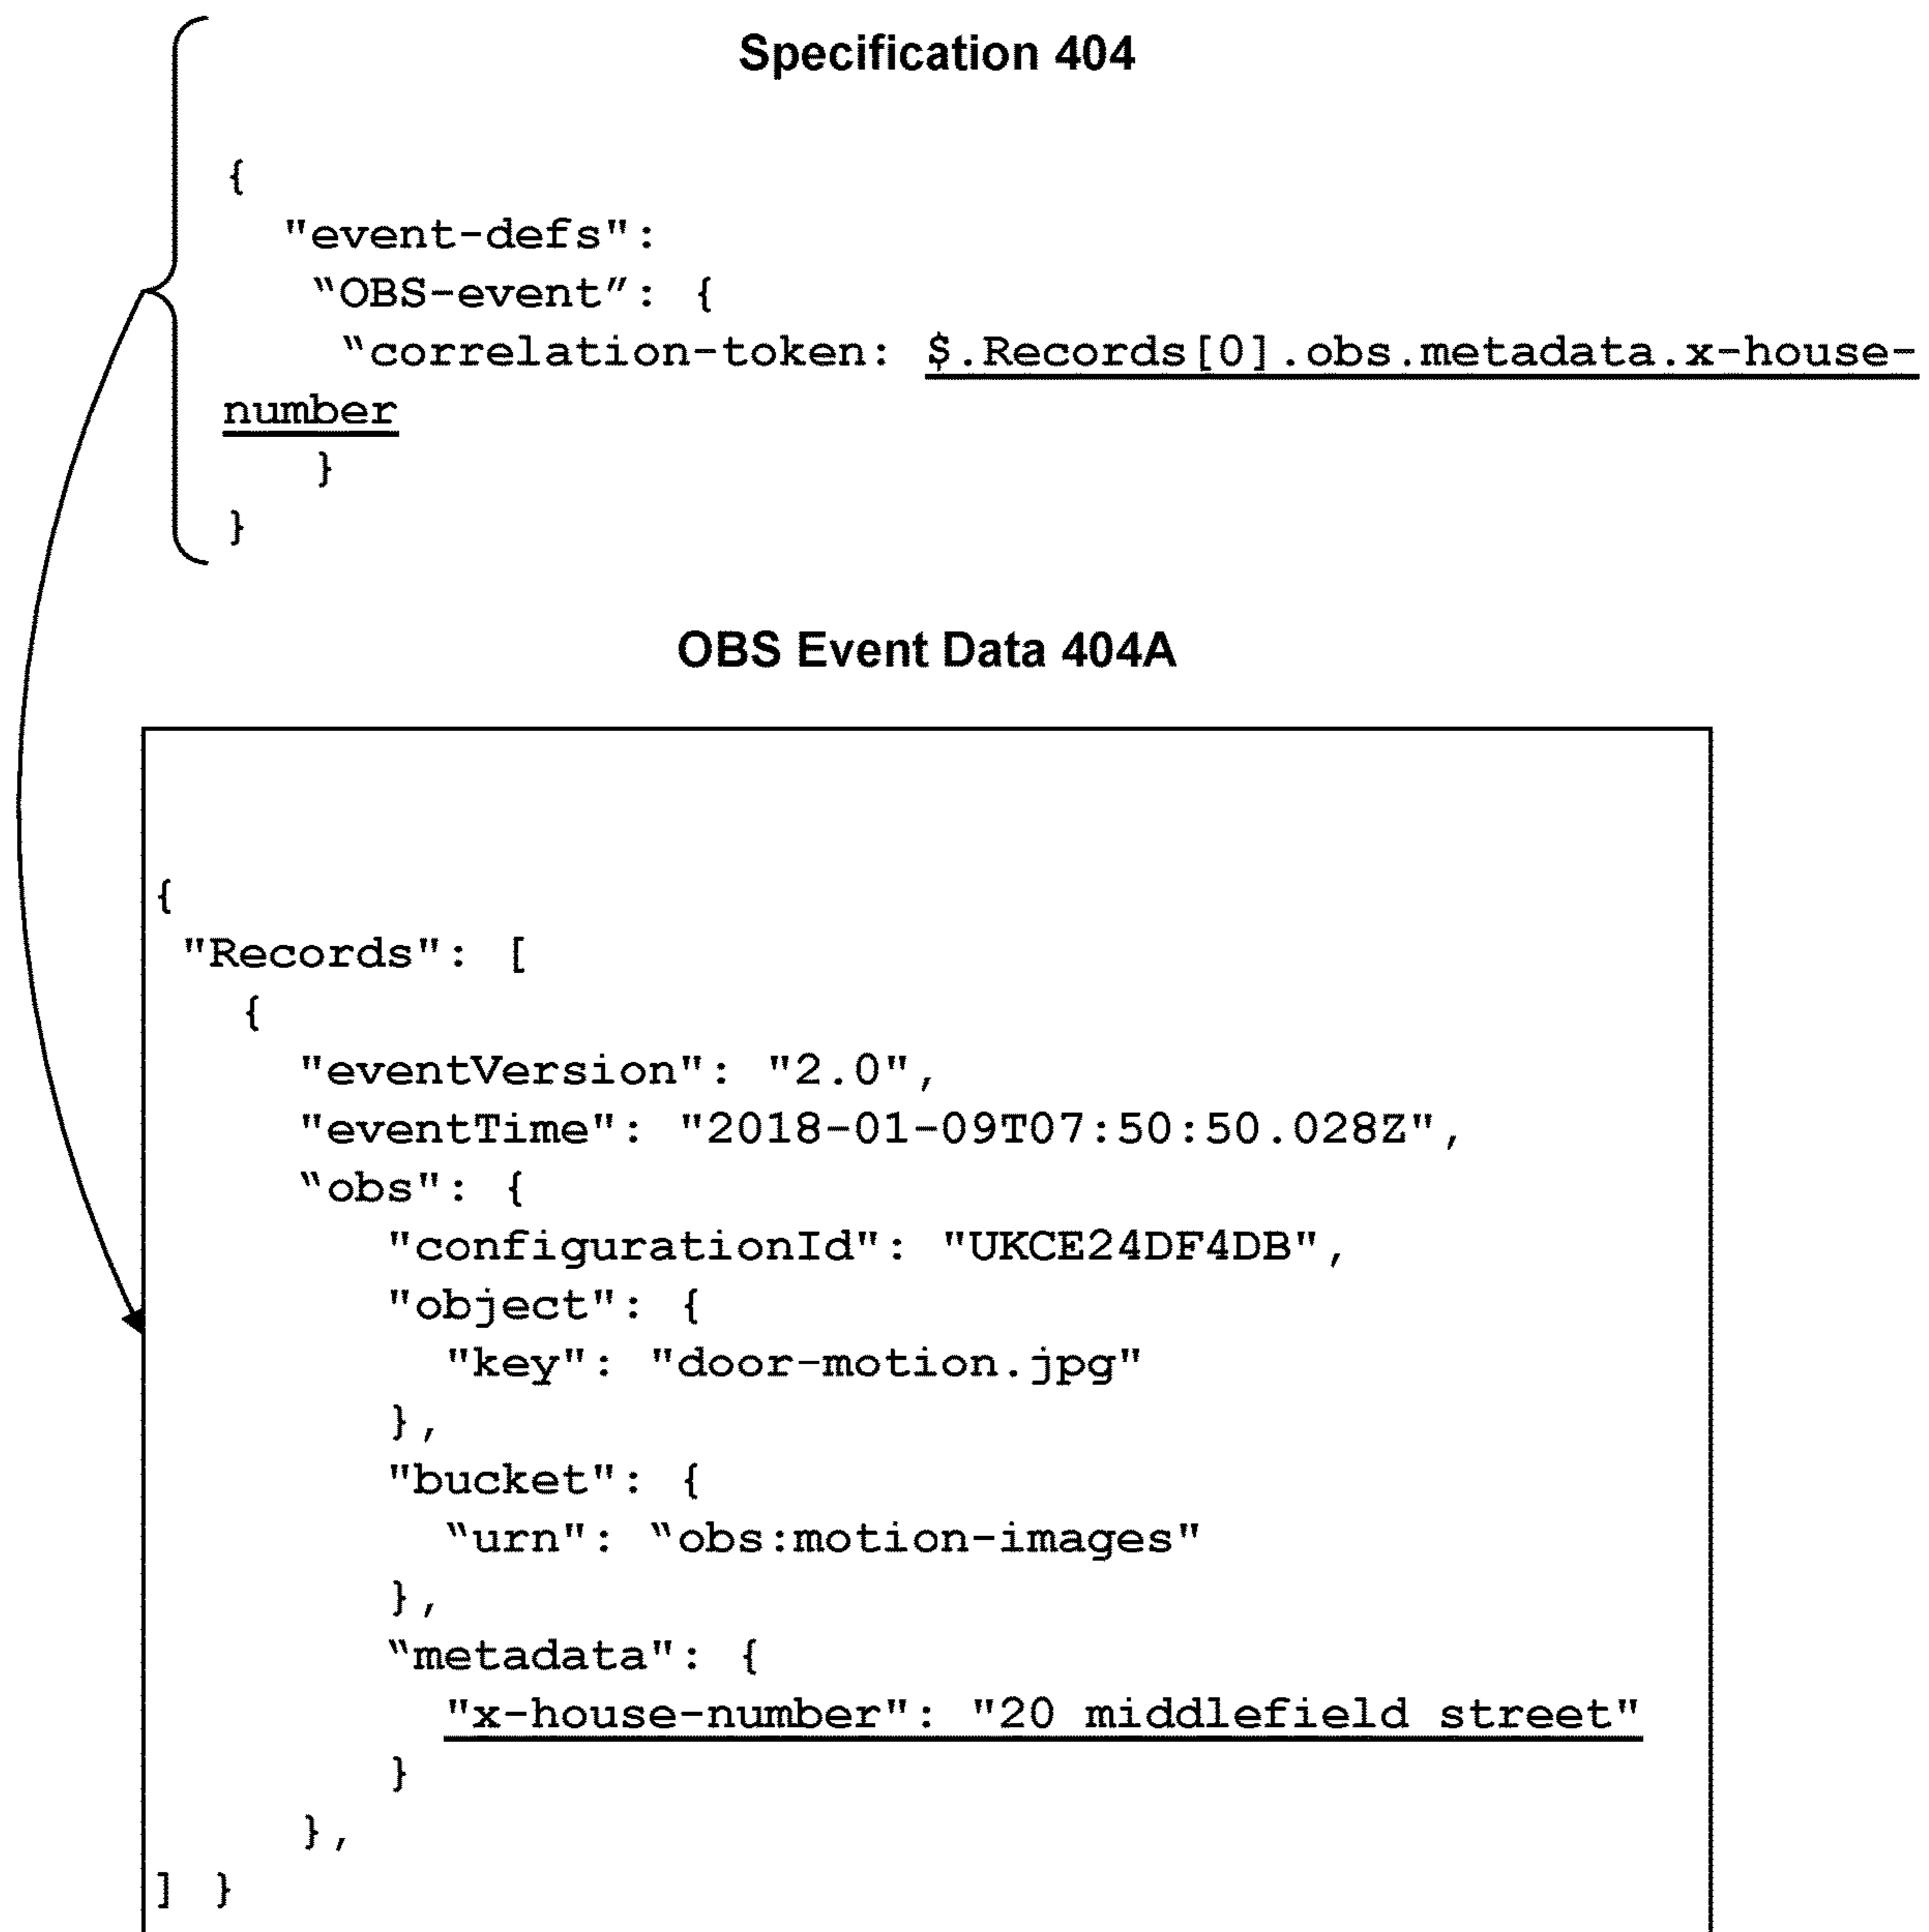 Specification 404
{
"event-defs":
“OBS-event”: {
“correlation-token: $.Records[0].obs.metadata.x-house-
number
}
}
OBS Event Data 404A
{
"Records": [
{
"eventVersion": "2.0",
"eventTime": "2018-01-09T07:50:50.028Z",
“obs": {
"configurationId": "UKCE24DF4DB",
"object": {
"key": "door-motion.jpg"
},
"bucket": {
“urn": “obs:motion-images"
},
“metadata": {
"x-house-number": "20 middlefield street"
}
},
] }